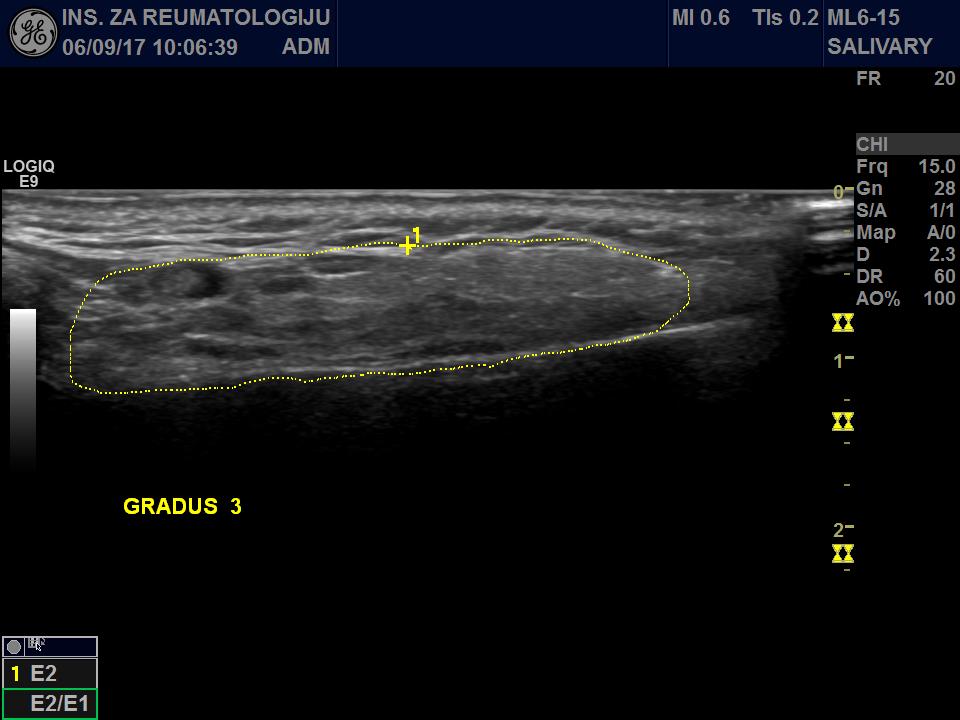 INS. ZA REUMATOLOGIJU
06/09/17 10:06:39 ADM
MI 0.6 TIs 0.2
ML6-15
SALIVARY
FR 20
CHI
Frq 15.0
Gn 28
S/A 1/1
Map A/0
D 2.3
DR 60
AO% 100
LOGIQ
E9
0
1
1
2
GRADUS 3
1 E2
E2/E1